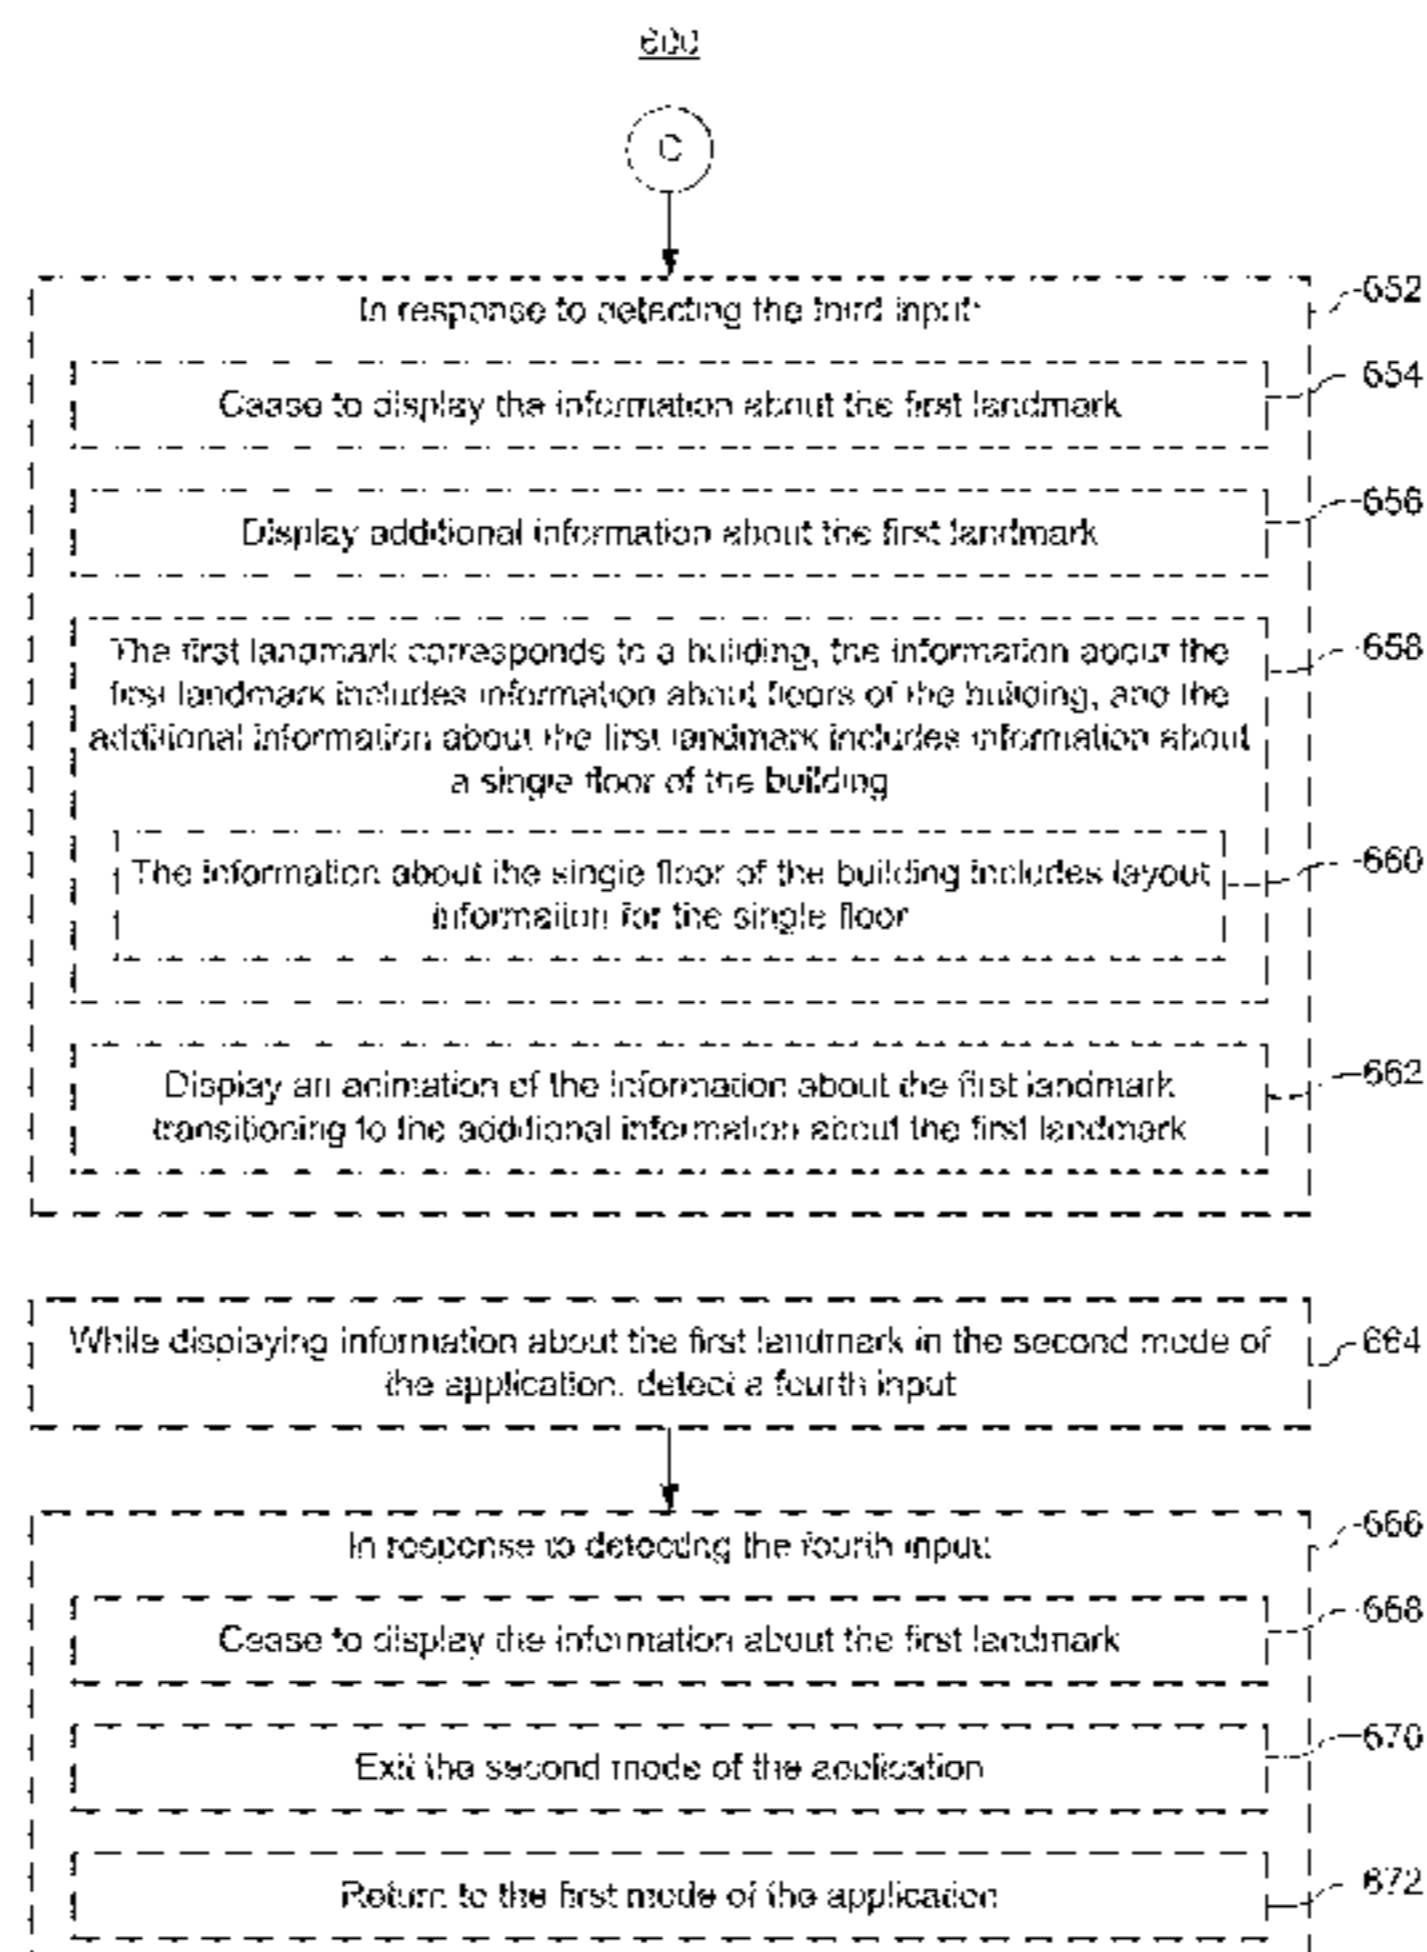 600
C
In response to detecting the third input:
652
Cease to display the information about the first landmark
654
Display additional information about the first landmark
656
The first landmark corresponds to a building, the information about the
first landmark includes information about floors of the building, and the
additional information about the first landmark includes information about
a single floor of the building
658
The information about the single floor of the building includes layout
information for the single floor
660
Display an animation of the information about the first landmark
transitioning to the additional information about the first landmark
662
While displaying information about the first landmark in the second mode of
the application, detect a fourth input
664
In response to detecting the fourth input:
666
Cease to display the information about the first landmark
668
Exit the second mode of the application
670
Return to the first mode of the application
672